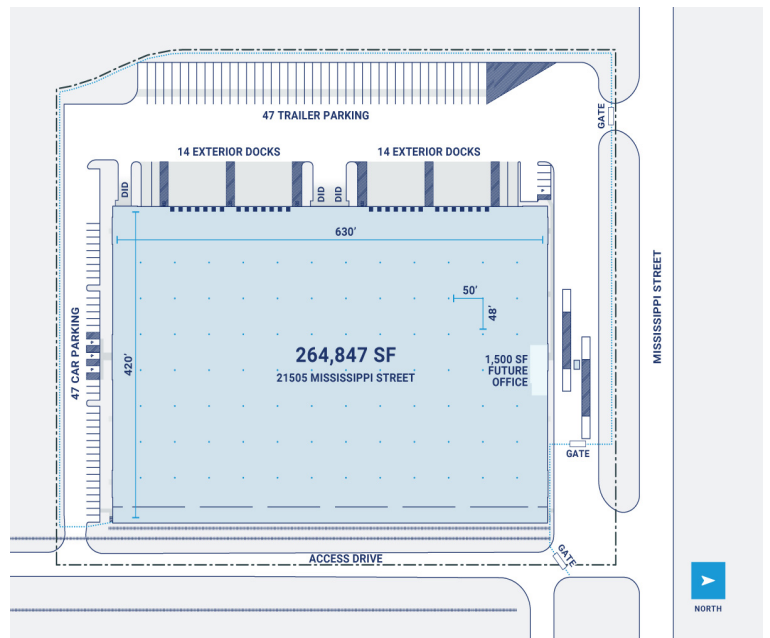 47 TRAILER PARKING
GATE
14 EXTERIOR DOCKS
14 EXTERIOR DOCKS
DID
DID
DID
630'
50'
48'
420'
47 CAR PARKING
264,847 SF
21505 MISSISSIPPI STREET
1,500 SF
FUTURE
OFFICE
MISSISSIPPI STREET
GATE
GATE
ACCESS DRIVE
NORTH